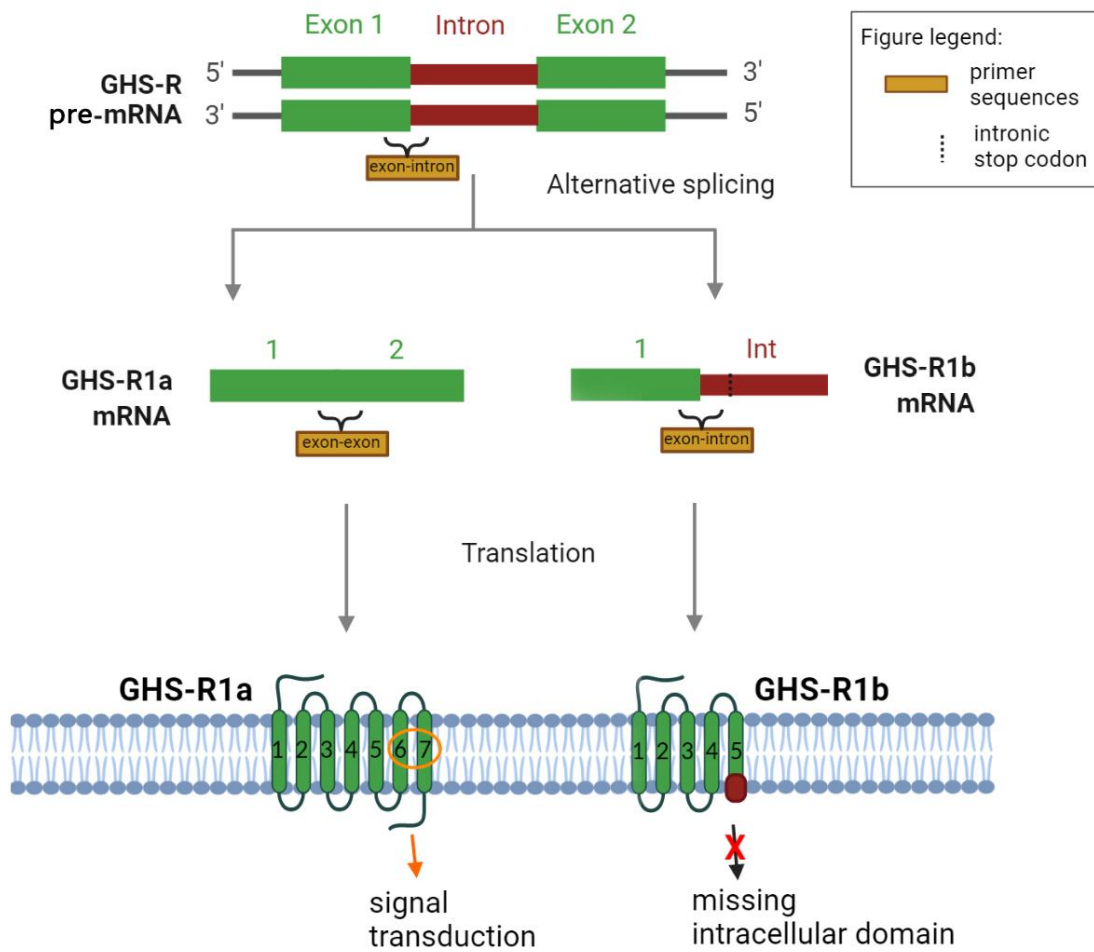 Exon 1 Intron Exon 2
Figure legend:
primer
sequences
intronic
stop codon
GHS-R
pre-mRNA
5' 3'
3' 5'
exon-intron
Alternative splicing
1 2
GHS-R1a
mRNA
exon-exon
1 Int
GHS-R1b
mRNA
exon-intron
Translation
GHS-R1a
1 2 3 4 5 6 7
GHS-R1b
1 2 3 4 5
signal
transduction
X
missing
intracellular domain